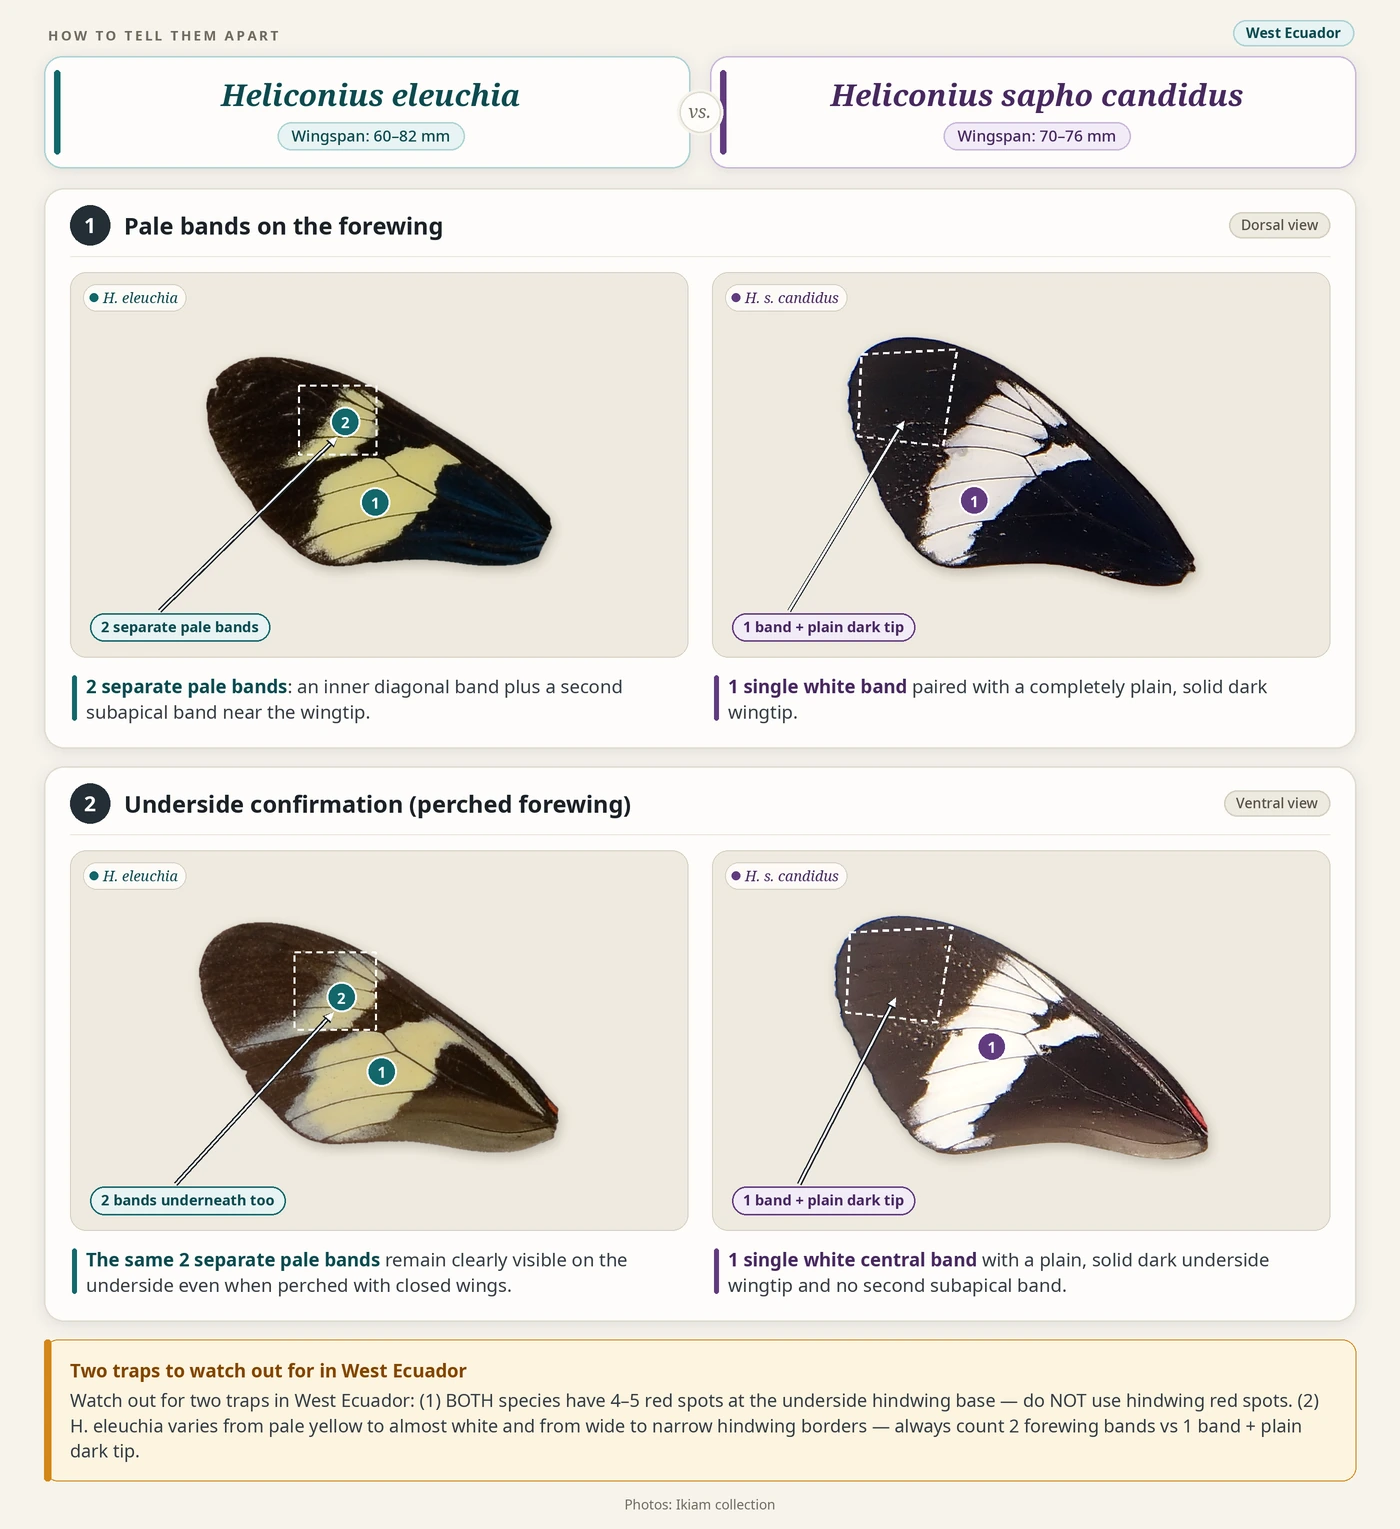 HOW TO TELL THEM APART
West Ecuador
Heliconius eleuchia
Wingspan: 60–82 mm
vs.
Heliconius sapho candidus
Wingspan: 70–76 mm
1
Pale bands on the forewing
Dorsal view
H. eleuchia
2
1
2 separate pale bands
H. s. candidus
1
1 band + plain dark tip
2 separate pale bands: an inner diagonal band plus a second
subapical band near the wingtip.
1 single white band paired with a completely plain, solid dark
wingtip.
2
Underside confirmation (perched forewing)
Ventral view
H. eleuchia
2
1
2 bands underneath too
H. s. candidus
1
1 band + plain dark tip
The same 2 separate pale bands remain clearly visible on the
underside even when perched with closed wings.
1 single white central band with a plain, solid dark underside
wingtip and no second subapical band.
Two traps to watch out for in West Ecuador
Watch out for two traps in West Ecuador: (1) BOTH species have 4–5 red spots at the underside hindwing base — do NOT use hindwing red spots. (2)
H. eleuchia varies from pale yellow to almost white and from wide to narrow hindwing borders — always count 2 forewing bands vs 1 band + plain
dark tip.
Photos: Ikiam collection